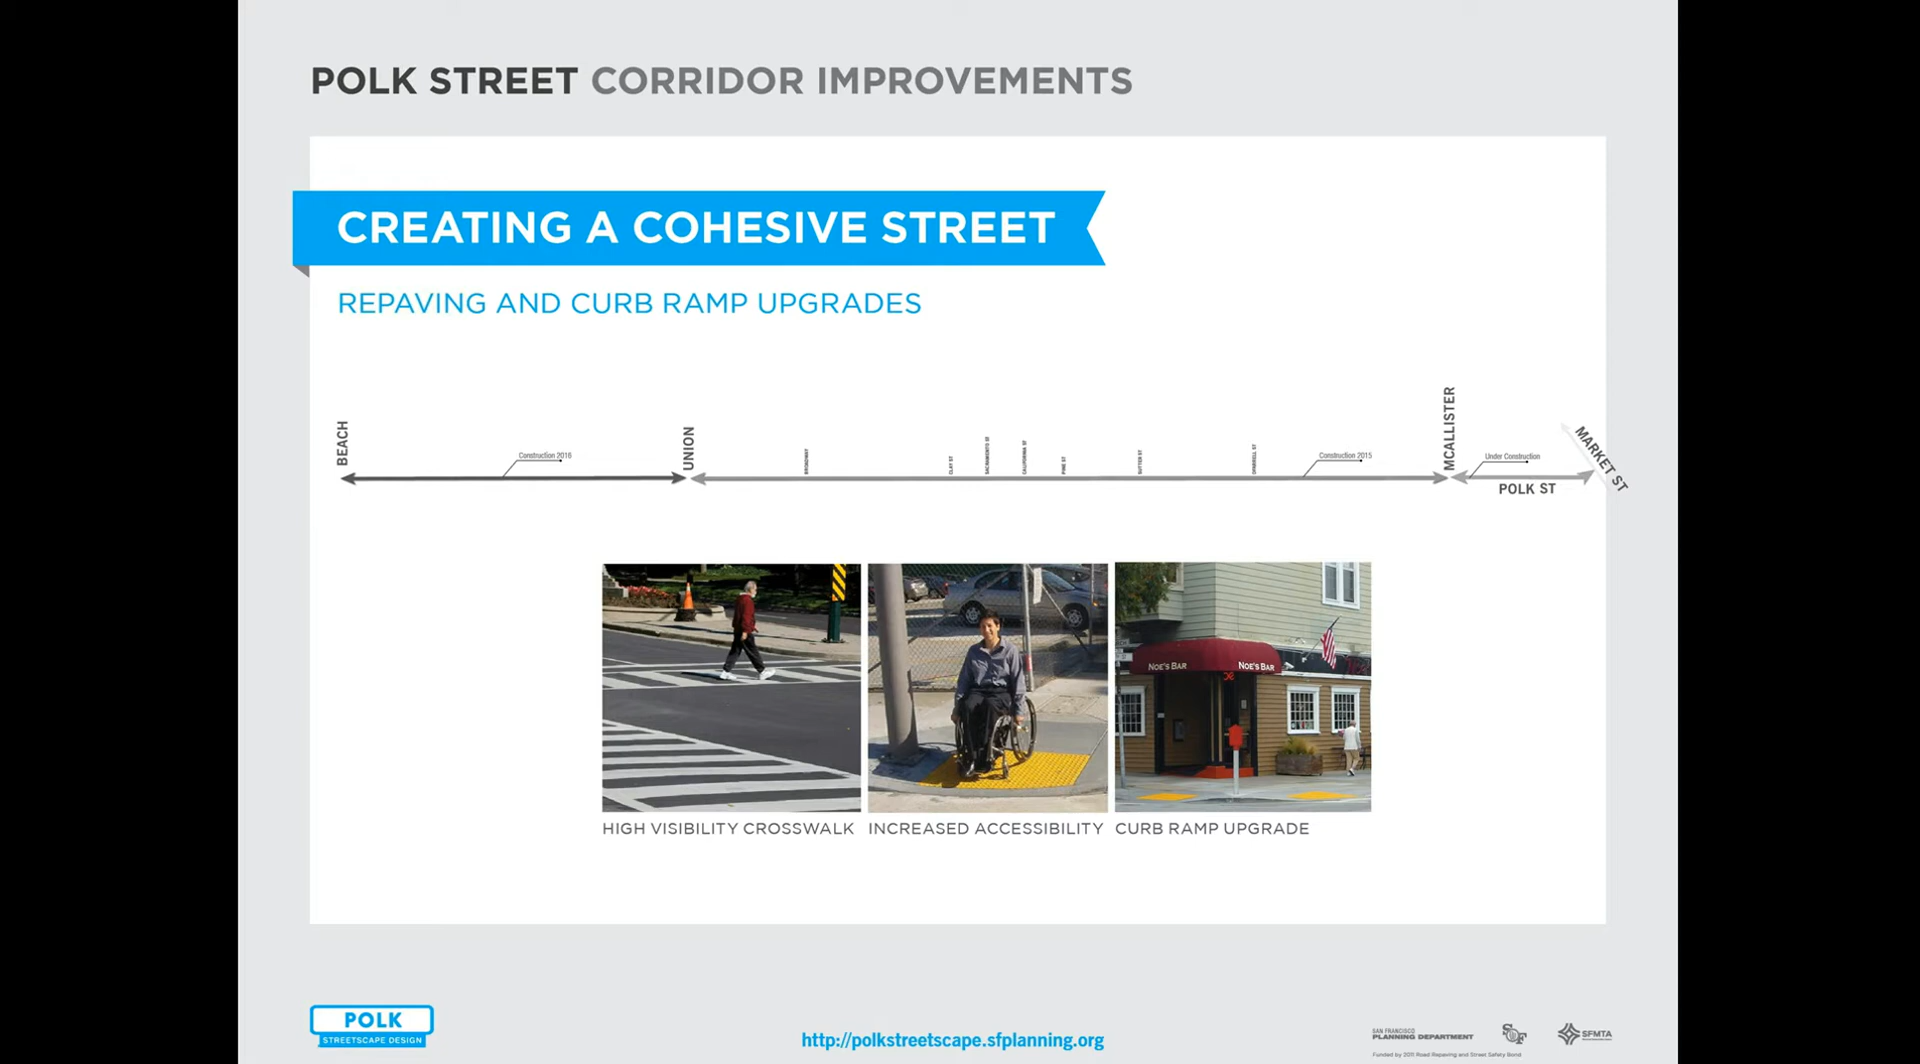 POLK STREET CORRIDOR IMPROVEMENTS
CREATING A COHESIVE STREET
REPAVING AND CURB RAMP UPGRADES
BEACH
Construction 2016
UNION
BROADWAY
CLAY ST
SACRAMENTO ST
CALIFORNIA ST
PINE ST
SUTTER ST
O'FARRELL ST
Construction 2015
MCALLISTER
Under Construction
POLK ST
MARKET ST
NOE'S BAR
NOE'S BAR
HIGH VISIBILITY CROSSWALK
INCREASED ACCESSIBILITY
CURB RAMP UPGRADE
POLK
STREETSCAPE DESIGN
http://polkstreetscape.sfplanning.org
SAN FRANCISCO
PLANNING DEPARTMENT
SFMTA
Funded by 2011 Road Repaving and Street Safety Bond